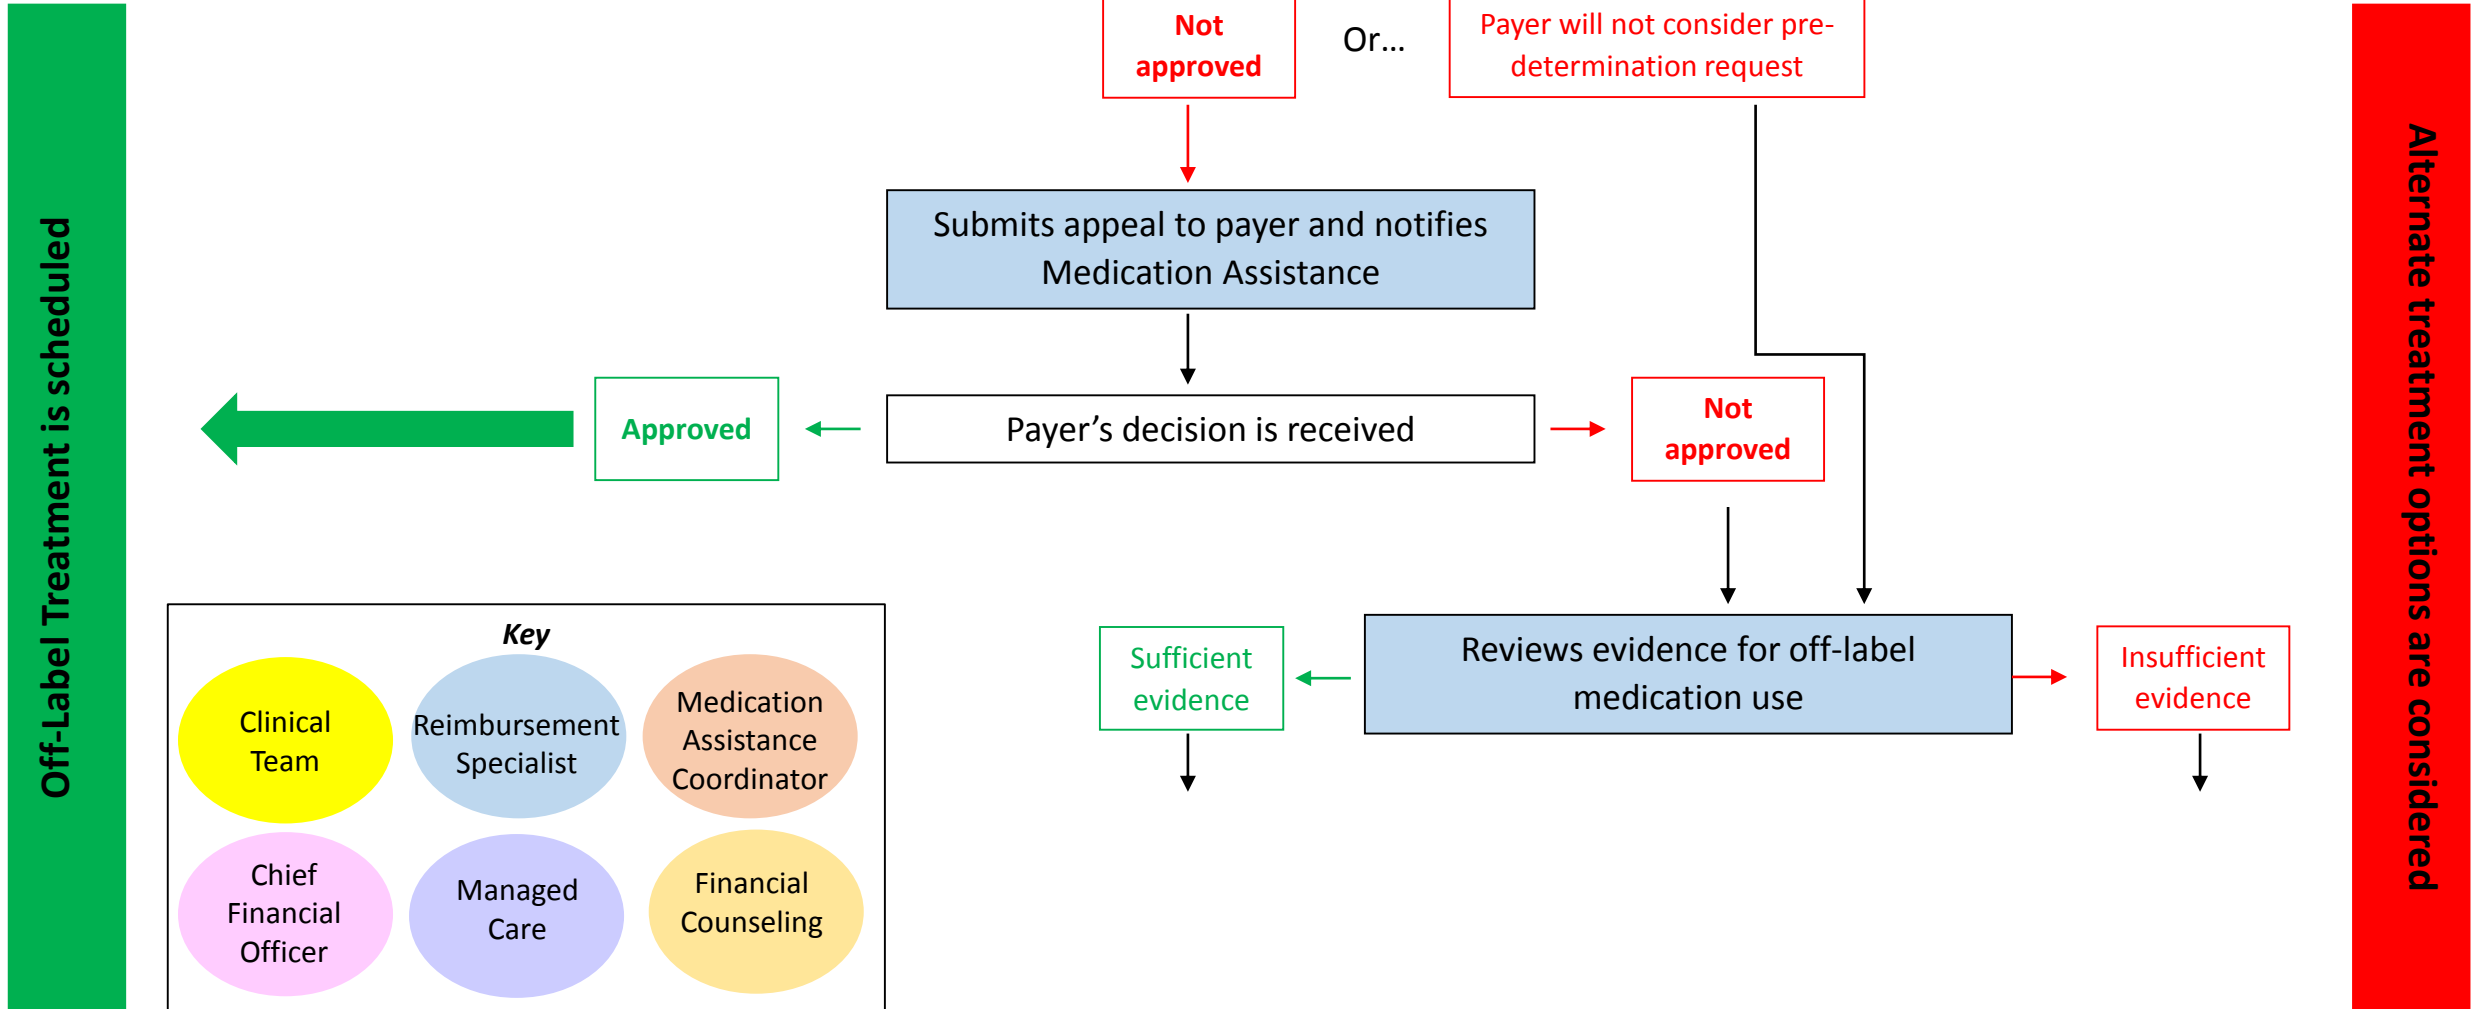 Not
approved
Or...
Payer will not consider pre-
determination request
Submits appeal to payer and notifies
Medication Assistance
Off-Label Treatment is scheduled
Approved
Payer’s decision is received
Not
approved
Alternate treatment options are considered
Sufficient
evidence
Reviews evidence for off-label
medication use
Insufficient
evidence
Key
Clinical
Team
Reimbursement
Specialist
Medication
Assistance
Coordinator
Chief
Financial
Officer
Managed
Care
Financial
Counseling